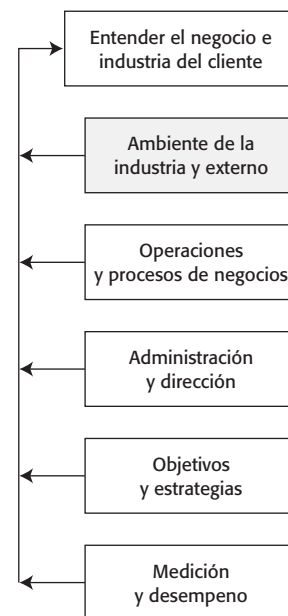 Entender el negocio e
industria del cliente
Ambiente de la
industria y externo
Operaciones
y procesos de negocios
Administración
y dirección
Objetivos
y estrategias
Medición
y desempeno